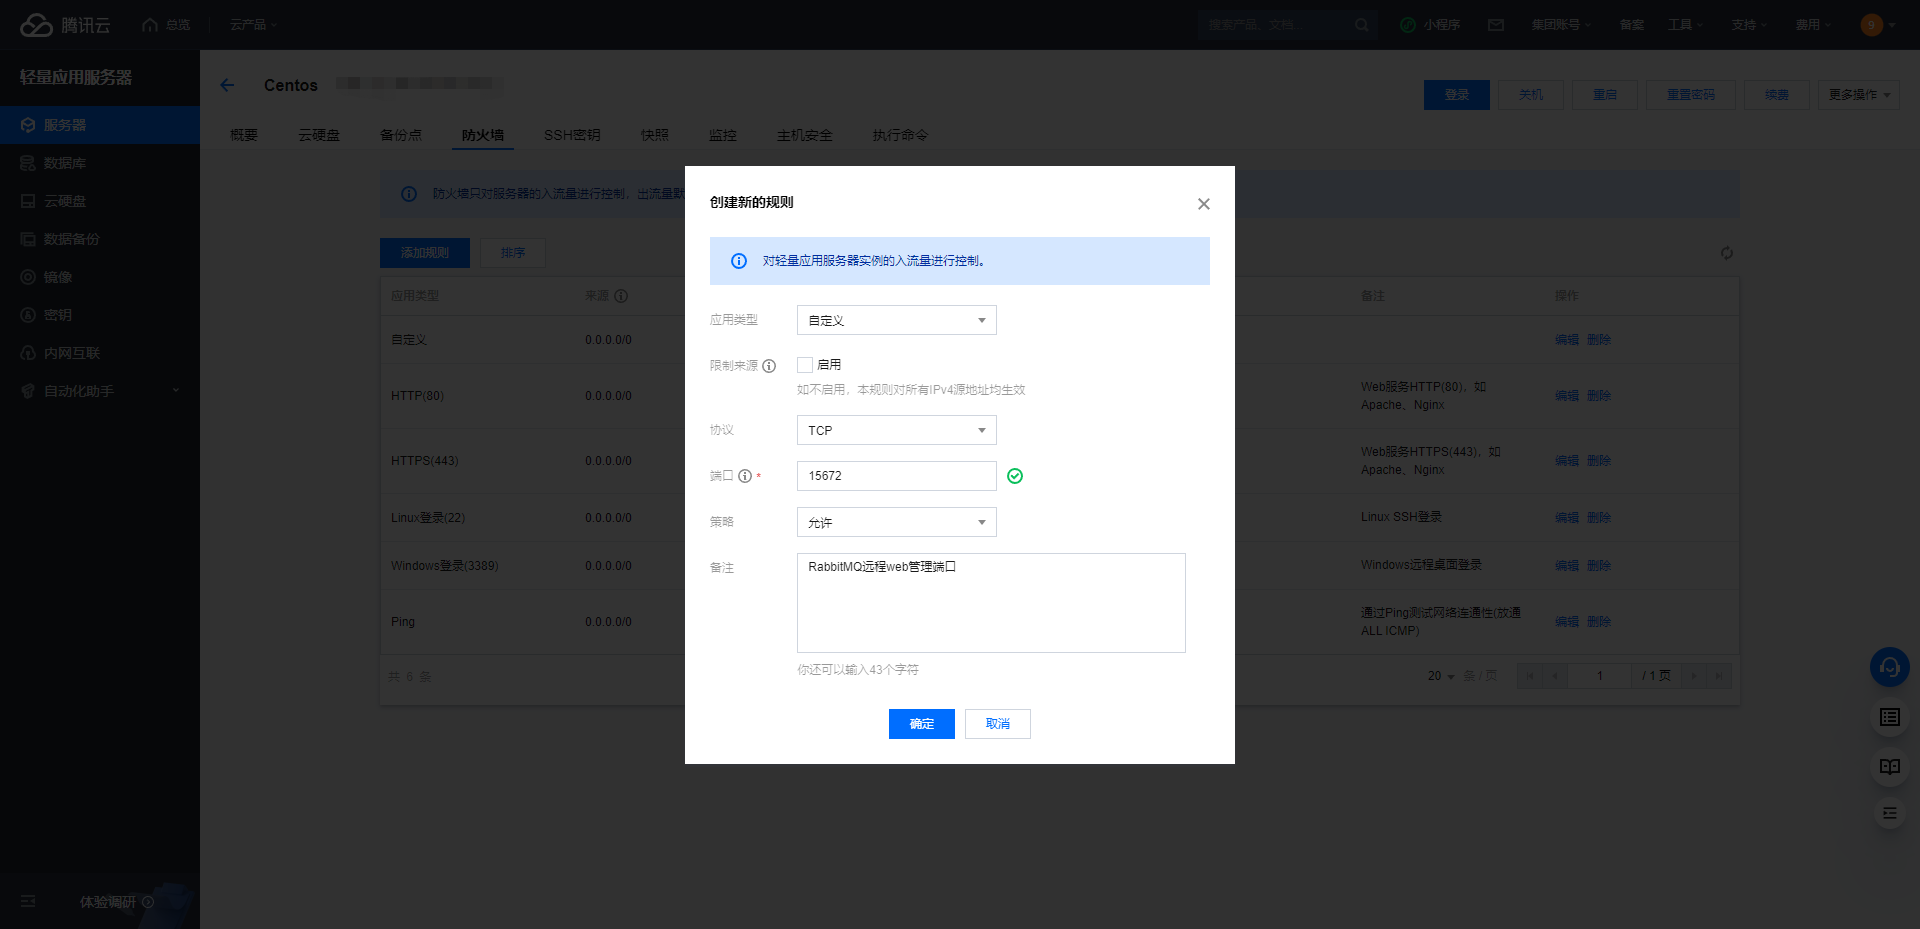 腾讯云
总览
云产品
搜索产品、文档...
小程序
集团账号
备案
工具
支持
费用
9
轻量应用服务器
服务器
数据库
云硬盘
数据备份
镜像
密钥
内网互联
自动化助手
体验调研
Centos
登录
关机
重启
重置密码
续费
更多操作
概要
云硬盘
备份点
防火墙
SSH密钥
快照
监控
主机安全
执行命令
防火墙只对服务器的入流量进行控制，出流量默
添加规则
排序
应用类型
来源
备注
操作
自定义
0.0.0.0/0
编辑 删除
HTTP(80)
0.0.0.0/0
Web服务HTTP(80)，如
Apache、Nginx
编辑 删除
HTTPS(443)
0.0.0.0/0
Web服务HTTPS(443)，如
Apache、Nginx
编辑 删除
Linux登录(22)
0.0.0.0/0
Linux SSH登录
编辑 删除
Windows登录(3389)
0.0.0.0/0
Windows远程桌面登录
编辑 删除
Ping
0.0.0.0/0
通过Ping测试网络连通性(放通
ALL ICMP)
编辑 删除
共 6 条
20 条 / 页
1
/ 1 页
创建新的规则
对轻量应用服务器实例的入流量进行控制。
应用类型
自定义
限制来源
启用
如不启用，本规则对所有IPv4源地址均生效
协议
TCP
端口 *
15672
策略
允许
备注
RabbitMQ远程web管理端口
你还可以输入43个字符
确定
取消